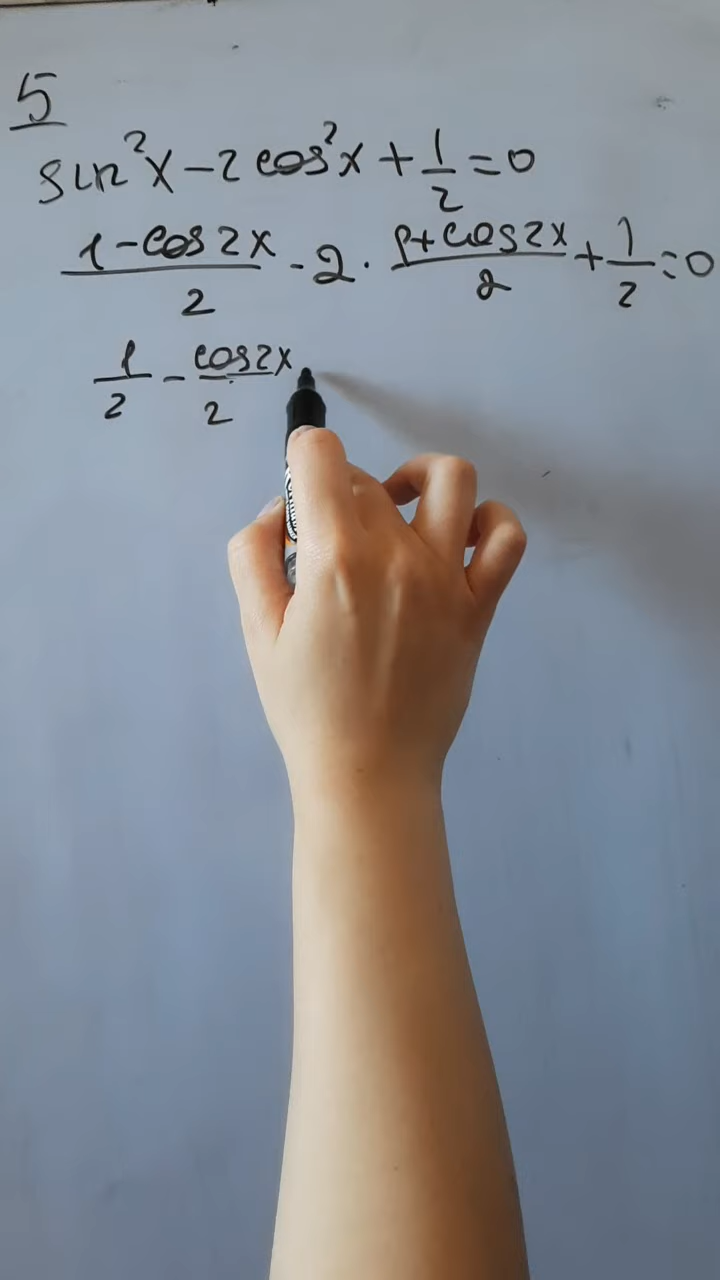 5
sin²x - 2cos²x + 1/2 = 0
(1 - cos2x)/2 - 2 · (1 + cos2x)/2 + 1/2 = 0
1/2 - cos2x/2